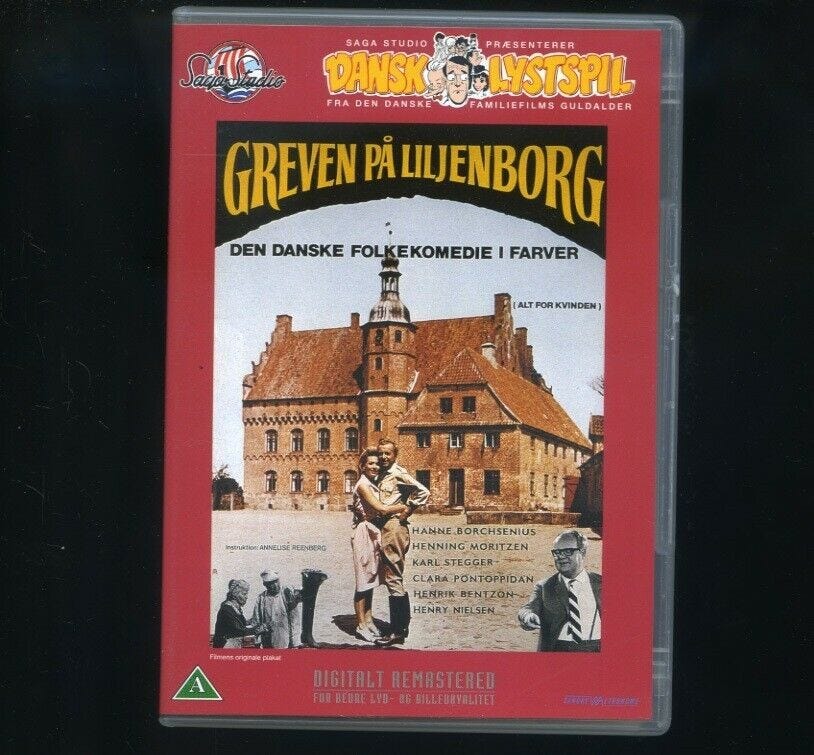 Saga Studio
SAGA STUDIO PRÆSENTERER
DANSK LYSTSPIL
FRA DEN DANSKE FAMILIEFILMS GULDALDER
GREVEN PÅ LILJENBORG
DEN DANSKE FOLKEKOMEDIE I FARVER
(ALT FOR KVINDEN)
HANNE BORCHSENIUS
HENNING MORITZEN
KARL STEGGER
CLARA PONTOPPIDAN
HENRIK BENTZON
HENRY NIELSEN
Instruktion: ANNELISE REENBERG
Filmens originale plakat
A
DIGITALT REMASTERED
FOR BEDRE LYD- OG BILLEDKVALITET